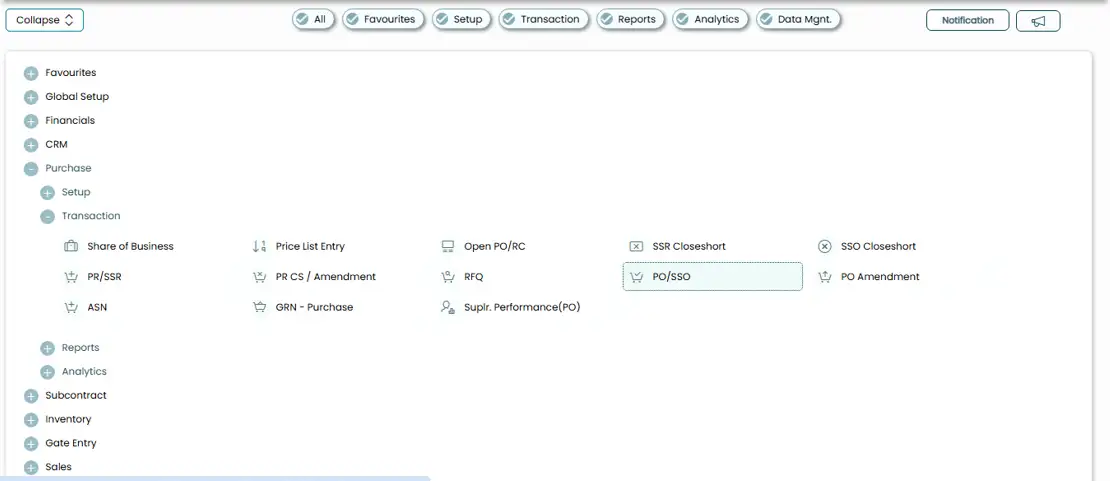 Collapse All Favourites Setup Transaction Reports Analytics Data Mgnt. Notification
Favourites
Global Setup
Financials
CRM
Purchase
Setup
Transaction
Share of Business Price List Entry Open PO/RC SSR Closeshort SSO Closeshort
PR/SSR PR CS / Amendment RFQ PO/SSO PO Amendment
ASN GRN - Purchase Suplr. Performance(PO)
Reports
Analytics
Subcontract
Inventory
Gate Entry
Sales